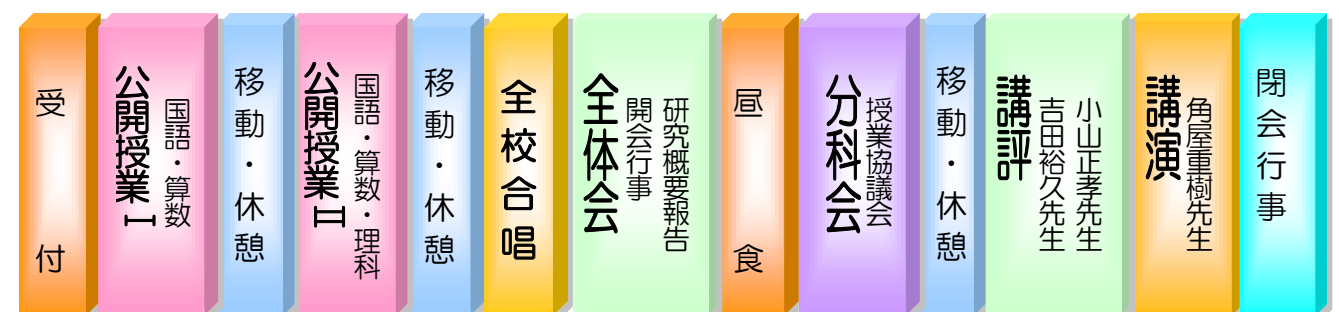 受付
公開授業Ⅰ
国語・算数
移動・休憩
公開授業Ⅱ
国語・算数・理科
移動・休憩
全校合唱
全体会
開会行事
研究概要報告
昼食
分科会
授業協議会
移動・休憩
講評
吉田裕久先生
小山正孝先生
講演
角屋重樹先生
閉会行事